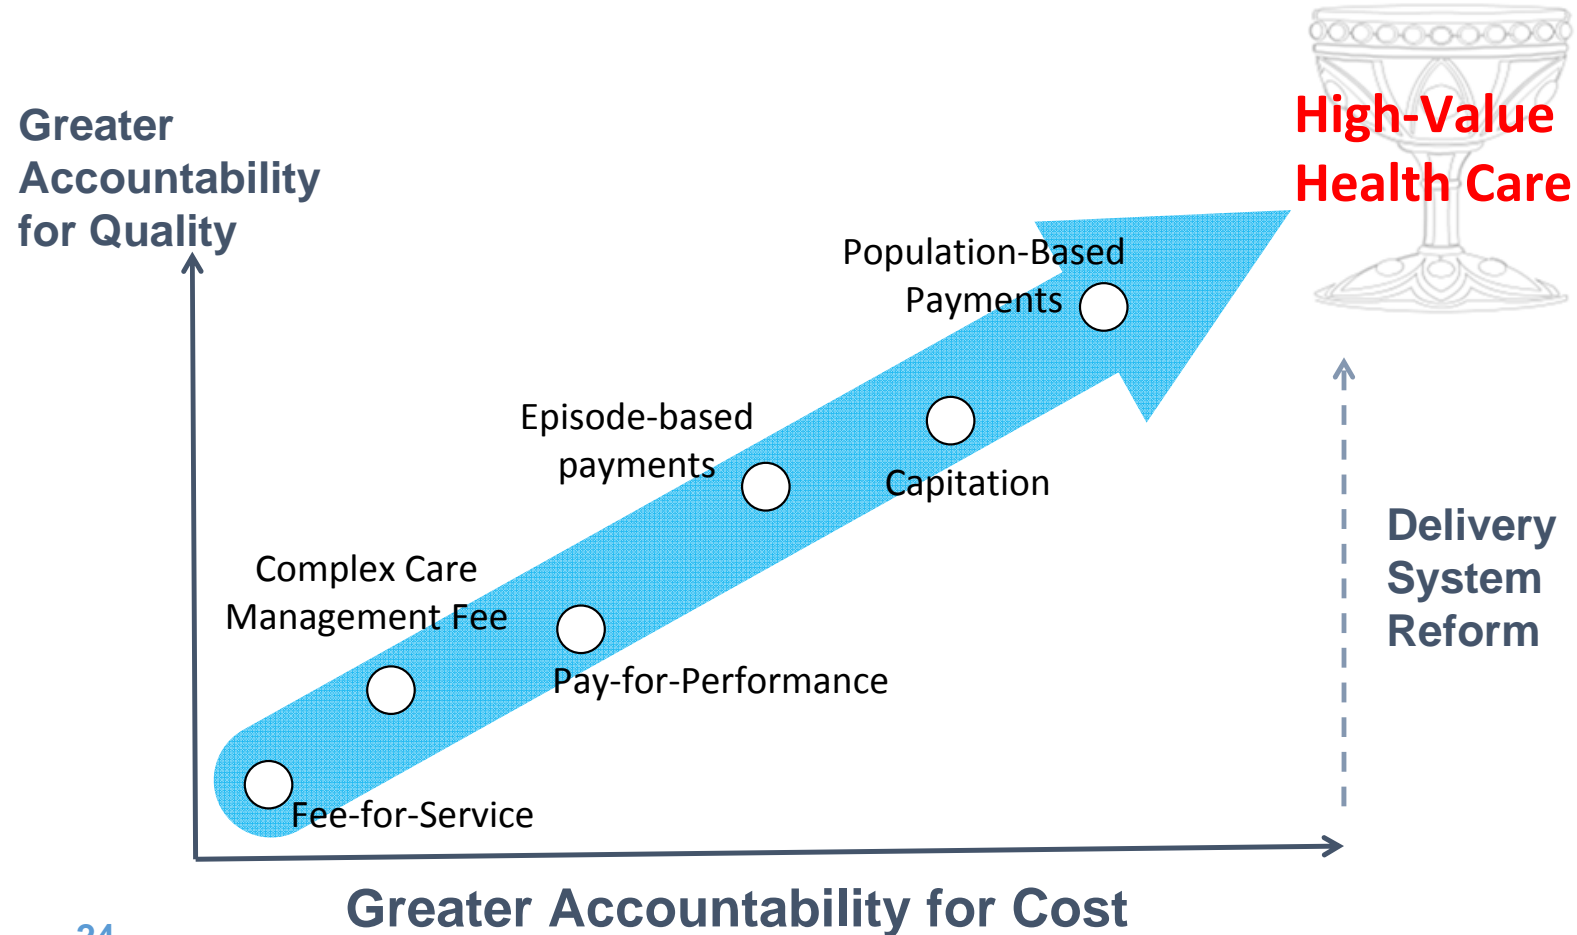 High-Value
Health Care
Greater
Accountability
for Quality
Population-Based
Payments
Episode-based
payments
Capitation
Complex Care
Management Fee
Pay-for-Performance
Fee-for-Service
Delivery
System
Reform
Greater Accountability for Cost
24